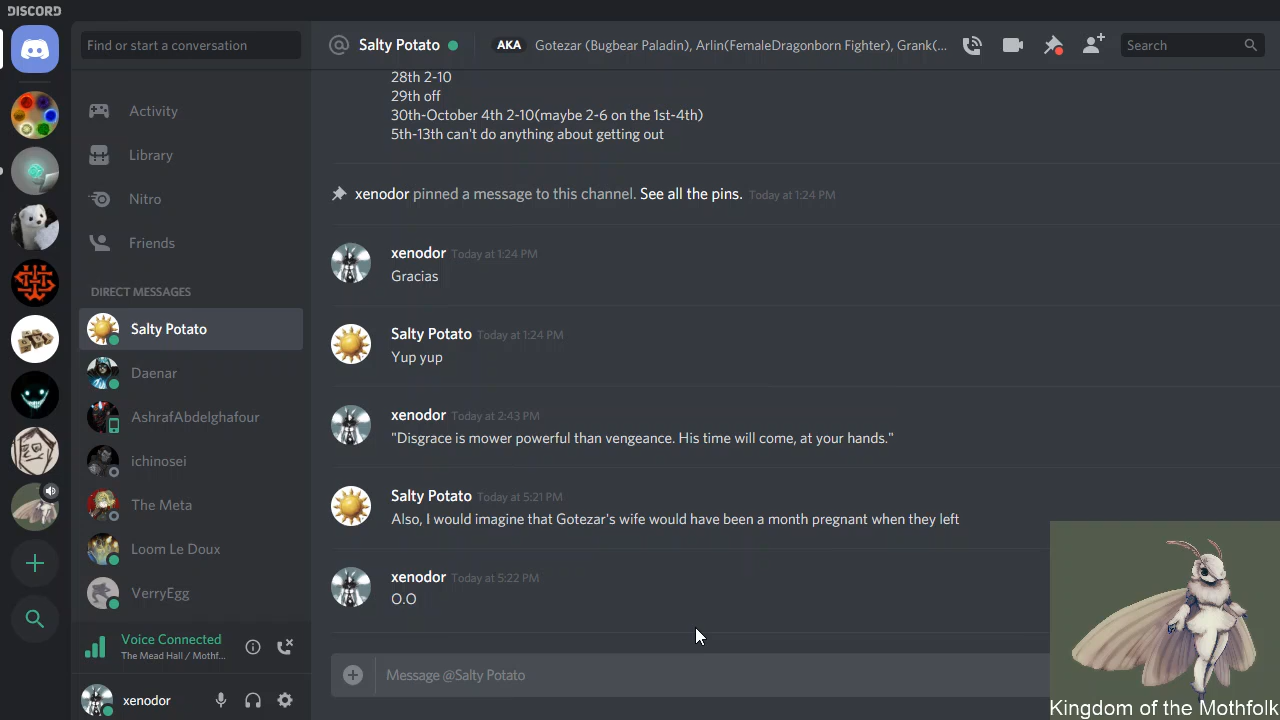 DISCORD
Find or start a conversation
Activity
Library
Nitro
Friends
DIRECT MESSAGES
Salty Potato
Daenar
AshrafAbdelghafour
ichinosei
The Meta
Loom Le Doux
VerryEgg
Voice Connected
The Mead Hall / Mothf...
xenodor
@ Salty Potato AKA Gotezar (Bugbear Paladin), Arlin(FemaleDragonborn Fighter), Grank(... Search
28th 2-10
29th off
30th-October 4th 2-10(maybe 2-6 on the 1st-4th)
5th-13th can't do anything about getting out
xenodor pinned a message to this channel. See all the pins. Today at 1:24 PM
xenodor Today at 1:24 PM
Gracias
Salty Potato Today at 1:24 PM
Yup yup
xenodor Today at 2:43 PM
"Disgrace is mower powerful than vengeance. His time will come, at your hands."
Salty Potato Today at 5:21 PM
Also, I would imagine that Gotezar's wife would have been a month pregnant when they left
xenodor Today at 5:22 PM
O.O
Message @Salty Potato
Kingdom of the Mothfolk